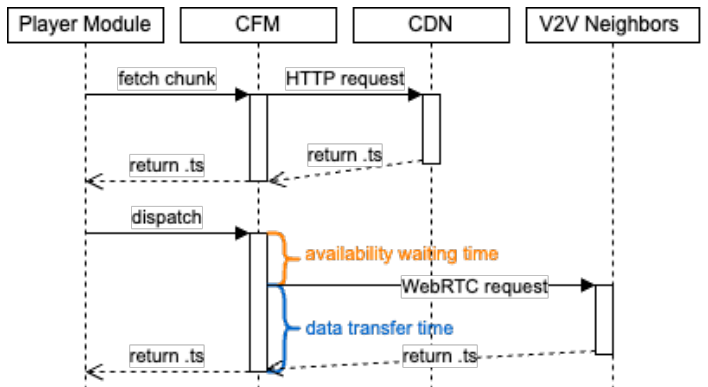 Player Module
CFM
CDN
V2V Neighbors
fetch chunk
HTTP request
return .ts
return .ts
dispatch
availability waiting time
WebRTC request
data transfer time
return .ts
return .ts